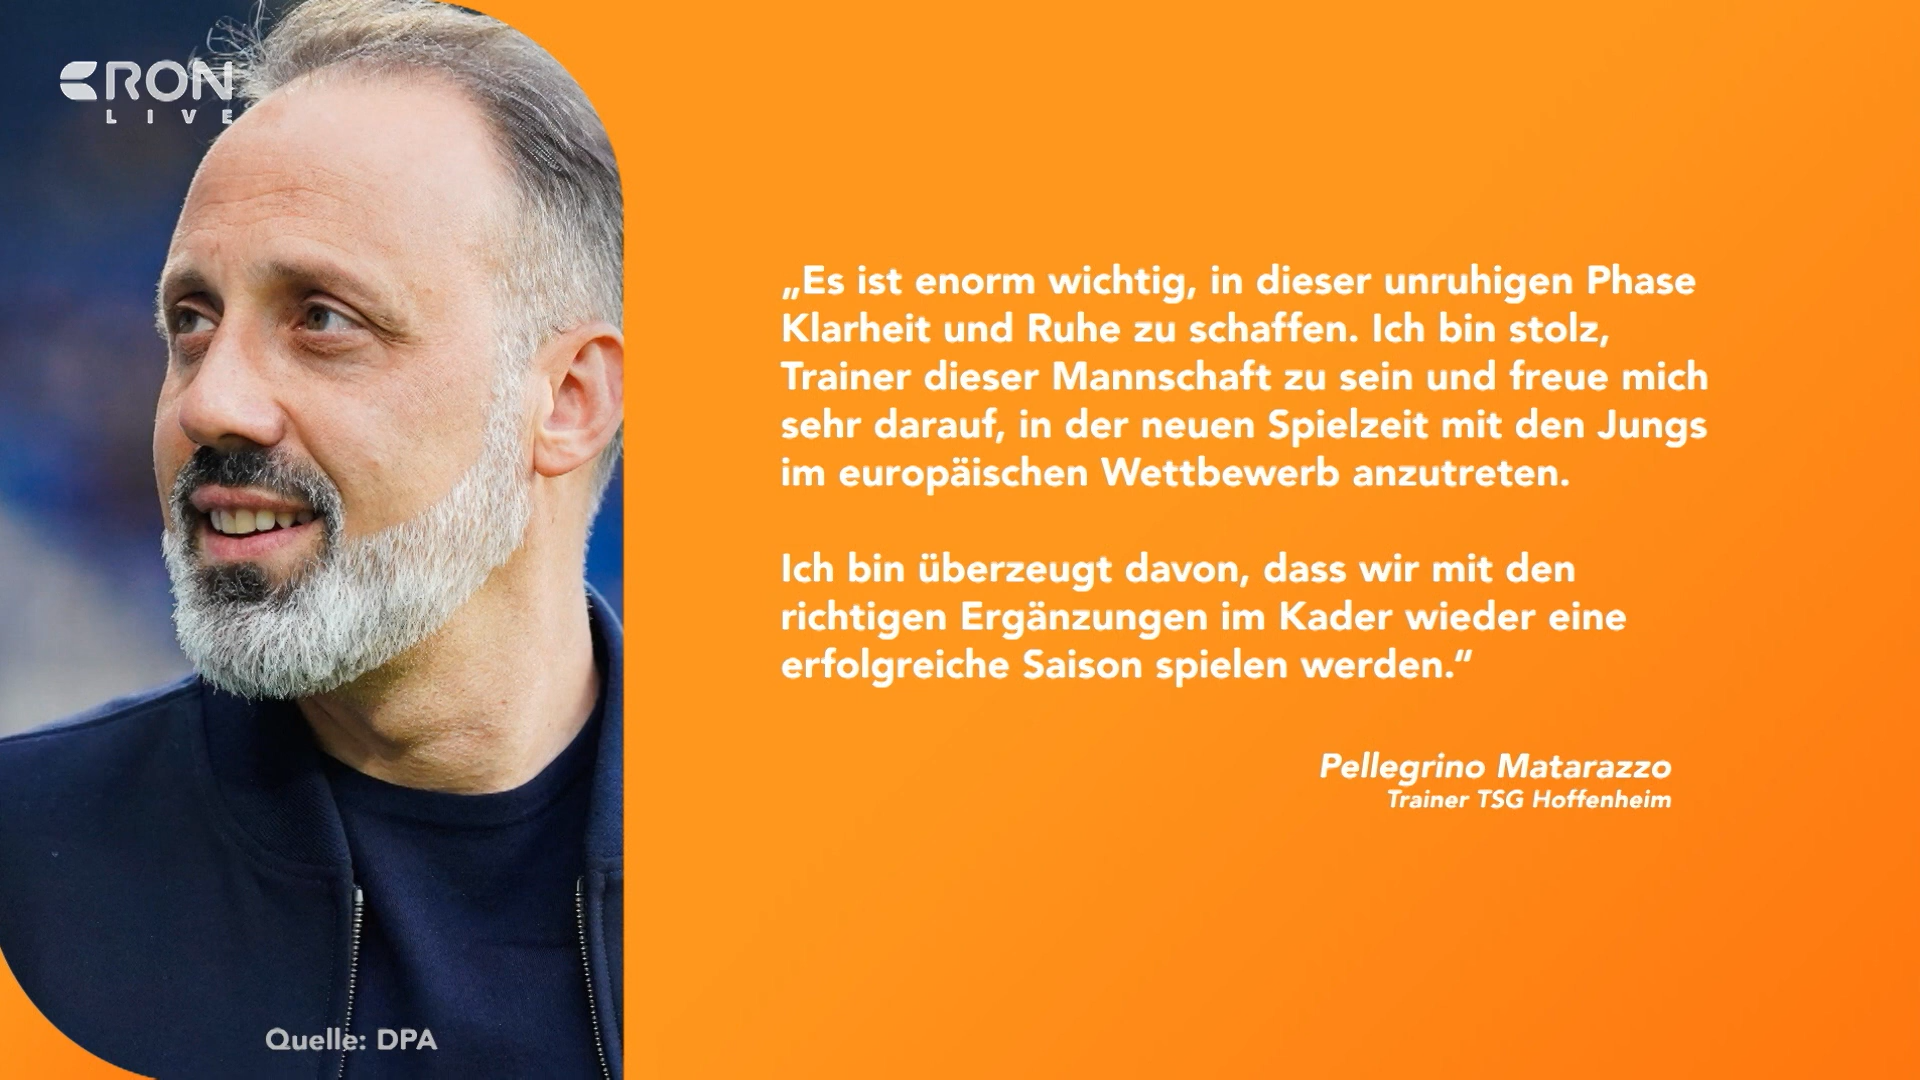 RON
LIVE
„Es ist enorm wichtig, in dieser unruhigen Phase
Klarheit und Ruhe zu schaffen. Ich bin stolz,
Trainer dieser Mannschaft zu sein und freue mich
sehr darauf, in der neuen Spielzeit mit den Jungs
im europäischen Wettbewerb anzutreten.
Ich bin überzeugt davon, dass wir mit den
richtigen Ergänzungen im Kader wieder eine
erfolgreiche Saison spielen werden.”
Pellegrino Matarazzo
Trainer TSG Hoffenheim
Quelle: DPA